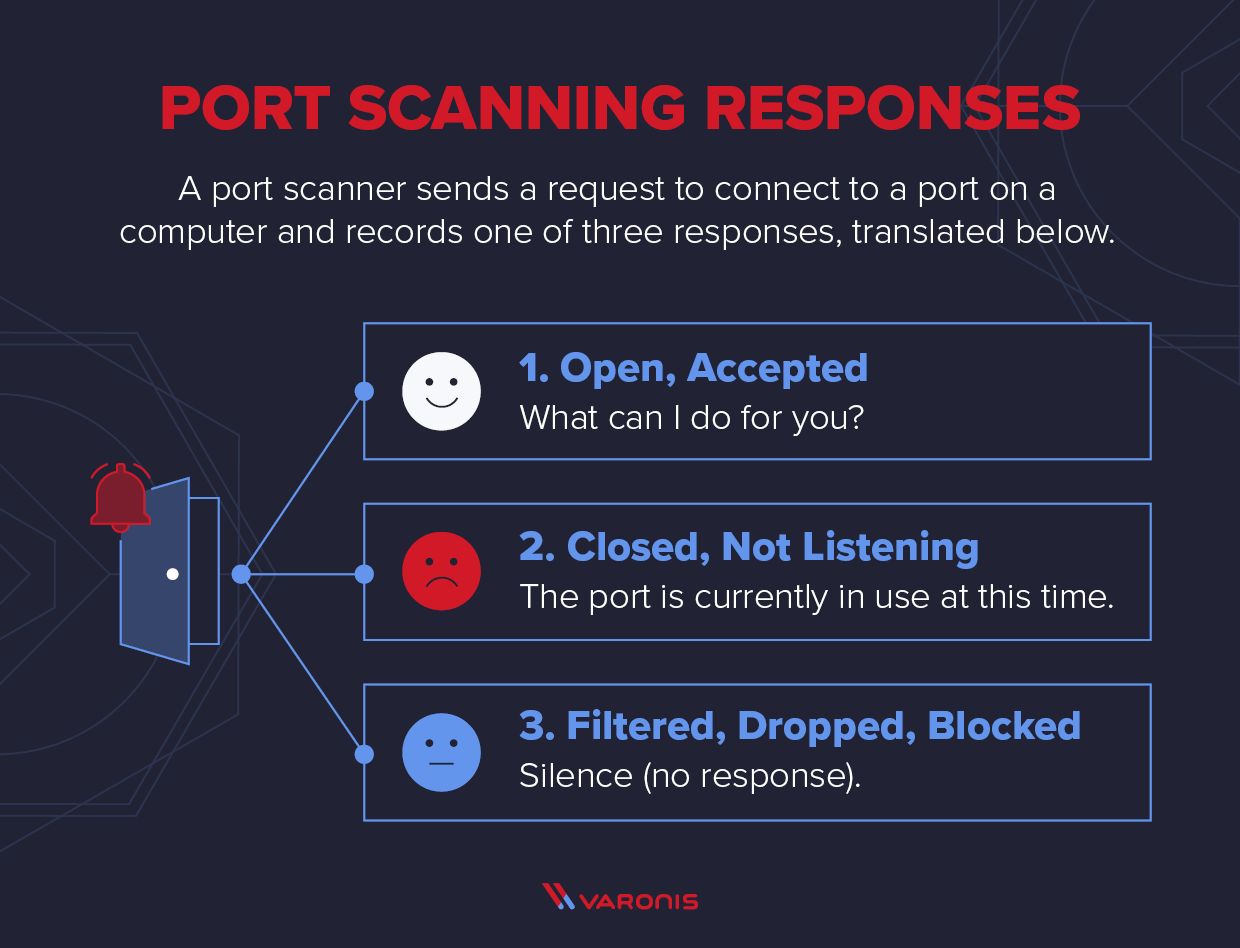 PORT SCANNING RESPONSES
A port scanner sends a request to connect to a port on a
computer and records one of three responses, translated below.
1. Open, Accepted
What can I do for you?
2. Closed, Not Listening
The port is currently in use at this time.
3. Filtered, Dropped, Blocked
Silence (no response).
VARONIS